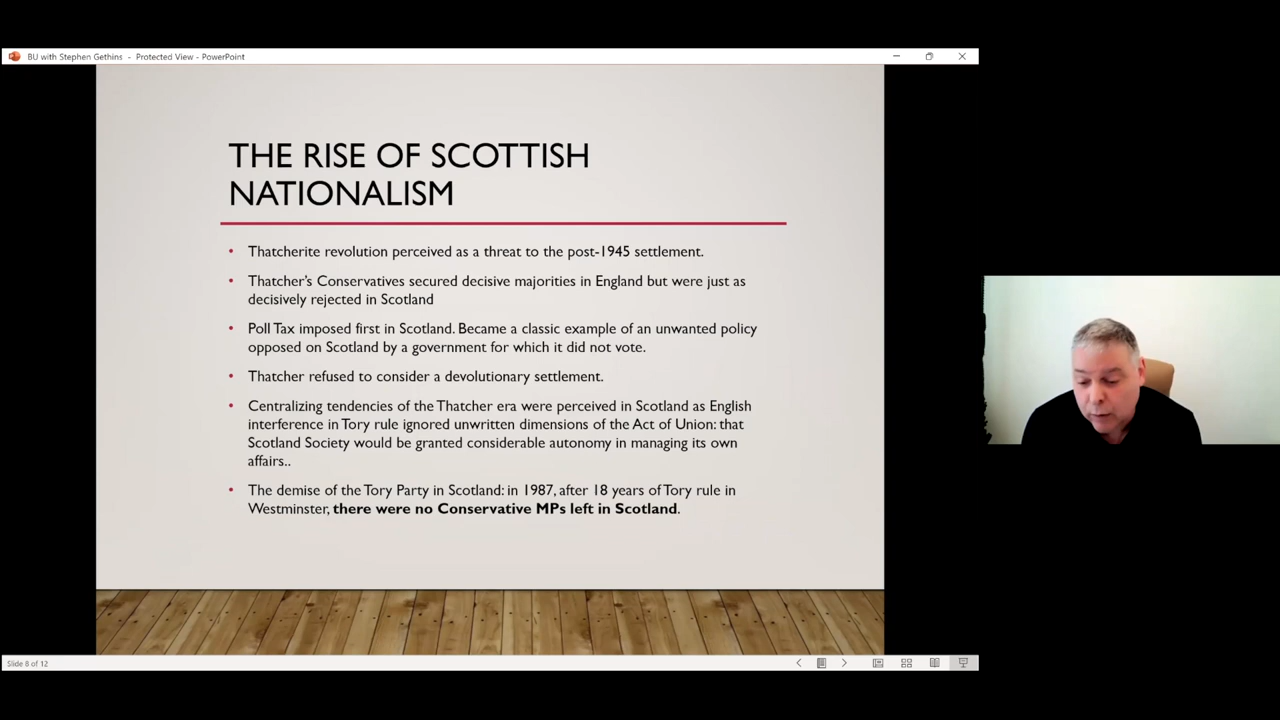 BU with Stephen Gethins - Protected View - PowerPoint
THE RISE OF SCOTTISH
NATIONALISM
• Thatcherite revolution perceived as a threat to the post-1945 settlement.
• Thatcher's Conservatives secured decisive majorities in England but were just as
decisively rejected in Scotland
• Poll Tax imposed first in Scotland. Became a classic example of an unwanted policy
opposed on Scotland by a government for which it did not vote.
• Thatcher refused to consider a devolutionary settlement.
• Centralizing tendencies of the Thatcher era were perceived in Scotland as English
interference in Tory rule ignored unwritten dimensions of the Act of Union: that
Scotland Society would be granted considerable autonomy in managing its own
affairs..
• The demise of the Tory Party in Scotland: in 1987, after 18 years of Tory rule in
Westminster, there were no Conservative MPs left in Scotland.
Slide 8 of 12